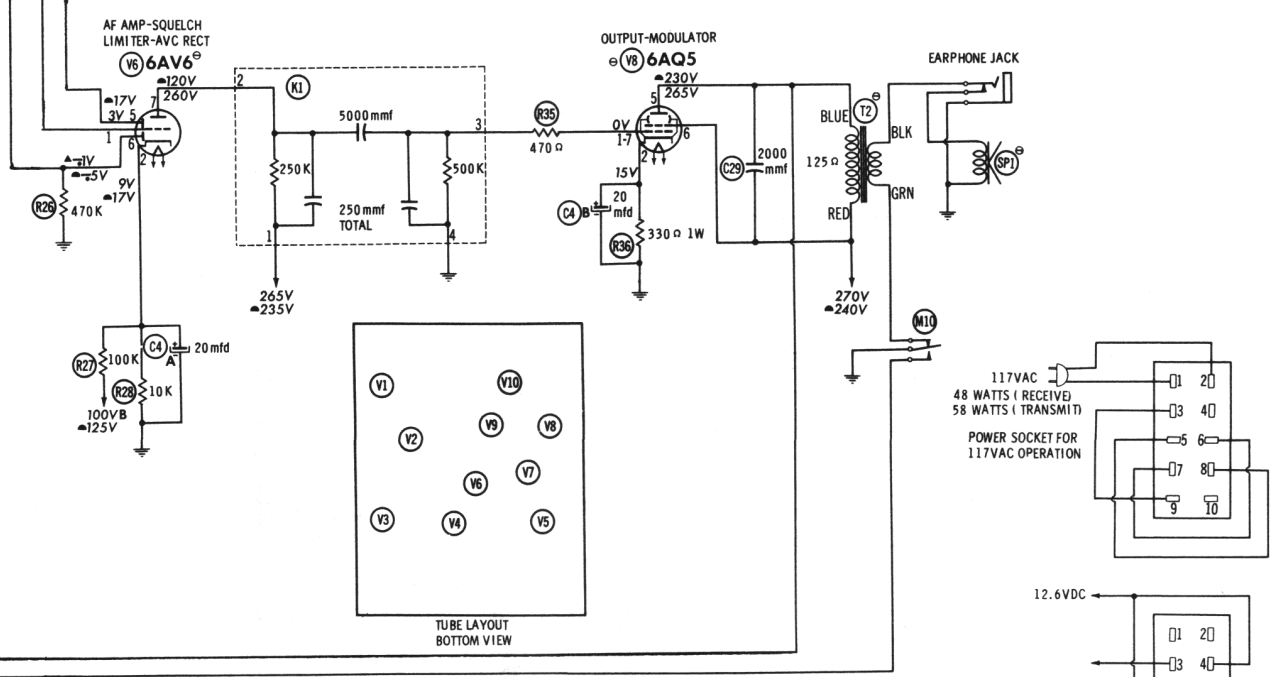 AF AMP-SQUELCH
LIMITER-AVC RECT
V6 6AV6
120V
260V
2
K1
7
17V
3V 5
1
6
2
1V
.5V
9V
17V
R26
470K
5000mmf
3
250K
500K
250mmf
TOTAL
1
4
265V
235V
R35
470Ω
OUTPUT-MODULATOR
V8 6AQ5
230V
265V
5
0V
1-7
6
2
15V
C4 B
20
mfd
R36
330Ω 1W
C29
2000
mmf
BLUE
T2
125Ω
BLK
RED
GRN
270V
240V
EARPHONE JACK
SP1
M10
R27
100K
C4
A
20mfd
R28
10K
100VB
125V
V1
V10
V2
V9
V8
V6
V7
V3
V4
V5
TUBE LAYOUT
BOTTOM VIEW
117VAC
48 WATTS (RECEIVE)
58 WATTS (TRANSMIT)
POWER SOCKET FOR
117VAC OPERATION
1 2
3 4
5 6
7 8
9 10
12.6VDC
1 2
3 4